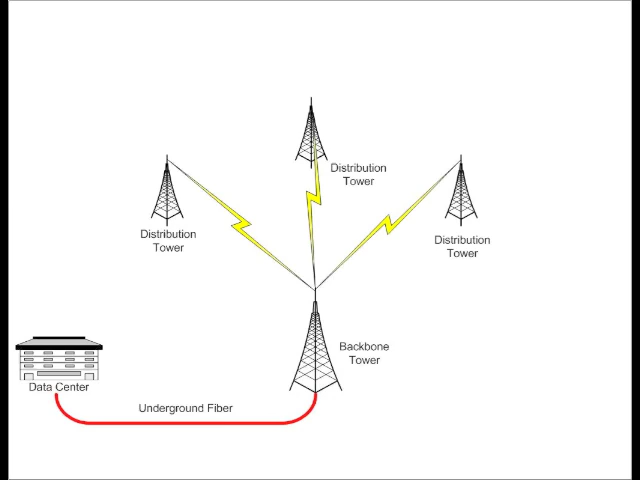 Distribution
Tower
Distribution
Tower
Distribution
Tower
Backbone
Tower
Data Center
Underground Fiber